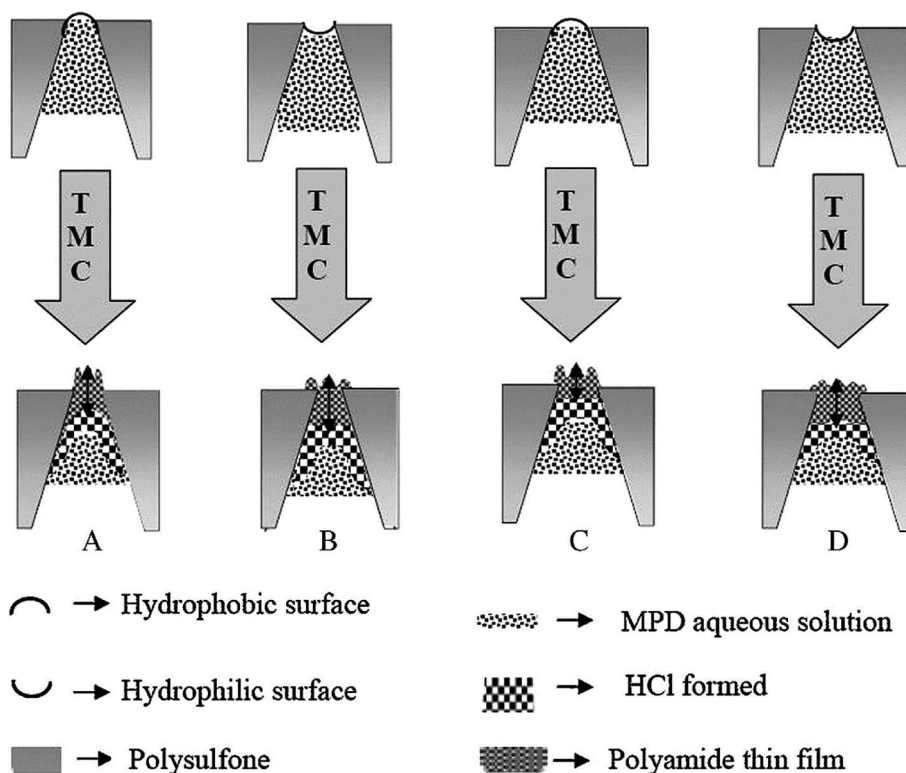 T
M
C
T
M
C
T
M
C
T
M
C
A
B
C
D
Hydrophobic surface
Hydrophilic surface
Polysulfone
MPD aqueous solution
HCl formed
Polyamide thin film